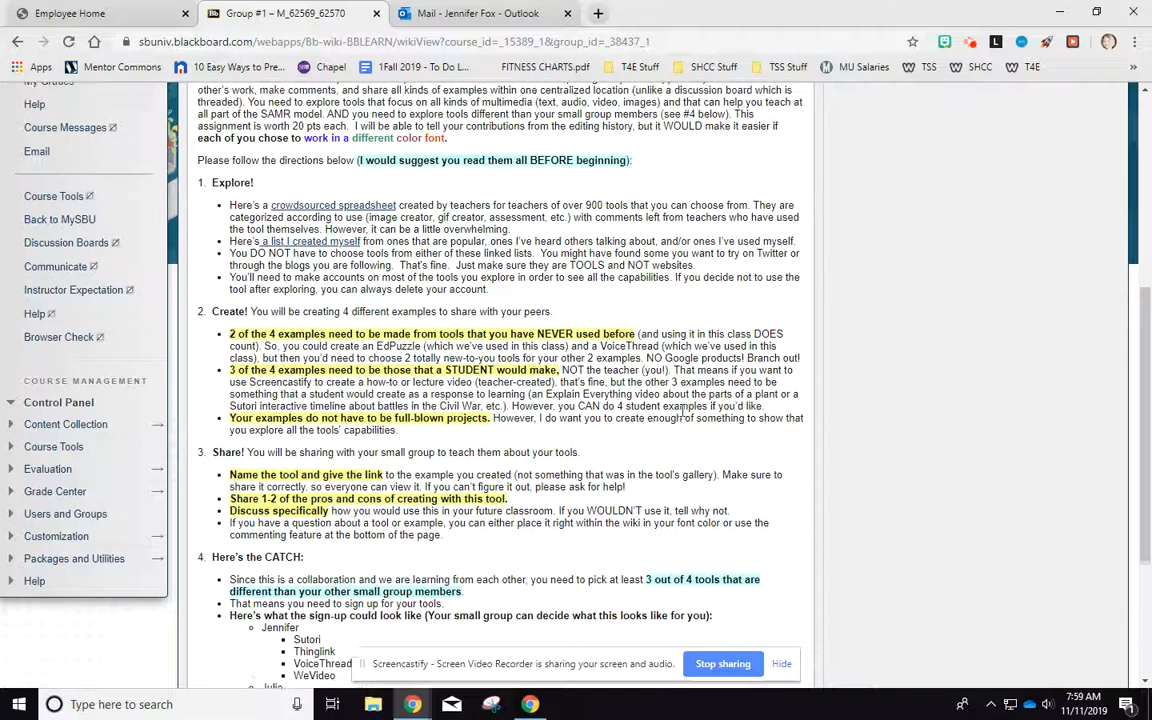 Employee Home
Group #1 – M_62569_62570
Mail - Jennifer Fox - Outlook
sbuniv.blackboard.com/webapps/Bb-wiki-BBLEARN/wikiView?course_id=_15389_1&group_id=_38437_1
Apps
Mentor Commons
10 Easy Ways to Pre...
Chapel
1Fall 2019 - To Do L...
FITNESS CHARTS.pdf
T4E Stuff
SHCC Stuff
TSS Stuff
MU Salaries
TSS
SHCC
T4E
»
My Grades
Help
Course Messages
Email
Course Tools
Back to MySBU
Discussion Boards
Communicate
Instructor Expectation
Help
Browser Check
COURSE MANAGEMENT
Control Panel
Content Collection
Course Tools
Evaluation
Grade Center
Users and Groups
Customization
Packages and Utilities
Help
other's work, make comments, and share all kinds of examples within one centralized location (unlike a discussion board which is
threaded). You need to explore tools that focus on all kinds of multimedia (text, audio, video, images) and that can help you teach at
all part of the SAMR model. AND you need to explore tools different than your small group members (see #4 below). This
assignment is worth 20 pts each. I will be able to tell your contributions from the editing history, but it WOULD make it easier if
each of you chose to work in a different color font.
Please follow the directions below (I would suggest you read them all BEFORE beginning):
1. Explore!
• Here's a crowdsourced spreadsheet created by teachers for teachers of over 900 tools that you can choose from. They are
categorized according to use (image creator, gif creator, assessment, etc.) with comments left from teachers who have used
the tool themselves. However, it can be a little overwhelming.
• Here's a list I created myself from ones that are popular, ones I've heard others talking about, and/or ones I've used myself.
• You DO NOT have to choose tools from either of these linked lists. You might have found some you want to try on Twitter or
through the blogs you are following. That's fine. Just make sure they are TOOLS and NOT websites.
• You'll need to make accounts on most of the tools you explore in order to see all the capabilities. If you decide not to use the
tool after exploring, you can always delete your account.
2. Create! You will be creating 4 different examples to share with your peers.
• 2 of the 4 examples need to be made from tools that you have NEVER used before (and using it in this class DOES
count). So, you could create an EdPuzzle (which we've used in this class) and a VoiceThread (which we've used in this
class), but then you'd need to choose 2 totally new-to-you tools for your other 2 examples. NO Google products! Branch out!
• 3 of the 4 examples need to be those that a STUDENT would make, NOT the teacher (you!). That means if you want to
use Screencastify to create a how-to or lecture video (teacher-created), that's fine, but the other 3 examples need to be
something that a student would create as a response to learning (an Explain Everything video about the parts of a plant or a
Sutori interactive timeline about battles in the Civil War, etc.). However, you CAN do 4 student examples if you'd like.
• Your examples do not have to be full-blown projects. However, I do want you to create enough of something to show that
you explore all the tools' capabilities.
3. Share! You will be sharing with your small group to teach them about your tools.
• Name the tool and give the link to the example you created (not something that was in the tool's gallery). Make sure to
share it correctly, so everyone can view it. If you can't figure it out, please ask for help!
• Share 1-2 of the pros and cons of creating with this tool.
• Discuss specifically how you would use this in your future classroom. If you WOULDN'T use it, tell why not.
• If you have a question about a tool or example, you can either place it right within the wiki in your font color or use the
commenting feature at the bottom of the page.
4. Here's the CATCH:
• Since this is a collaboration and we are learning from each other, you need to pick at least 3 out of 4 tools that are
different than your other small group members.
• That means you need to sign up for your tools.
• Here's what the sign-up could look like (Your small group can decide what this looks like for you):
Jennifer
Sutori
Thinglink
VoiceThread
WeVideo
Screencastify - Screen Video Recorder is sharing your screen and audio.
Stop sharing
Hide
Type here to search
7:59 AM
11/11/2019